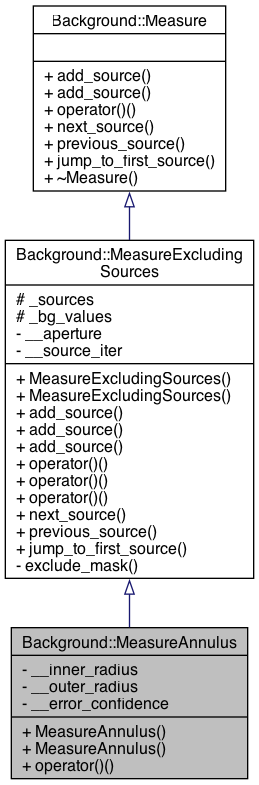 Background::Measure
+ add_source()
+ add_source()
+ operator()()
+ next_source()
+ previous_source()
+ jump_to_first_source()
+ ~Measure()
Background::MeasureExcluding
Sources
# _sources
# _bg_values
- __aperture
- __source_iter
+ MeasureExcludingSources()
+ MeasureExcludingSources()
+ add_source()
+ add_source()
+ add_source()
+ operator()()
+ operator()()
+ operator()()
+ next_source()
+ previous_source()
+ jump_to_first_source()
- exclude_mask()
Background::MeasureAnnulus
- __inner_radius
- __outer_radius
- __error_confidence
+ MeasureAnnulus()
+ MeasureAnnulus()
+ operator()()